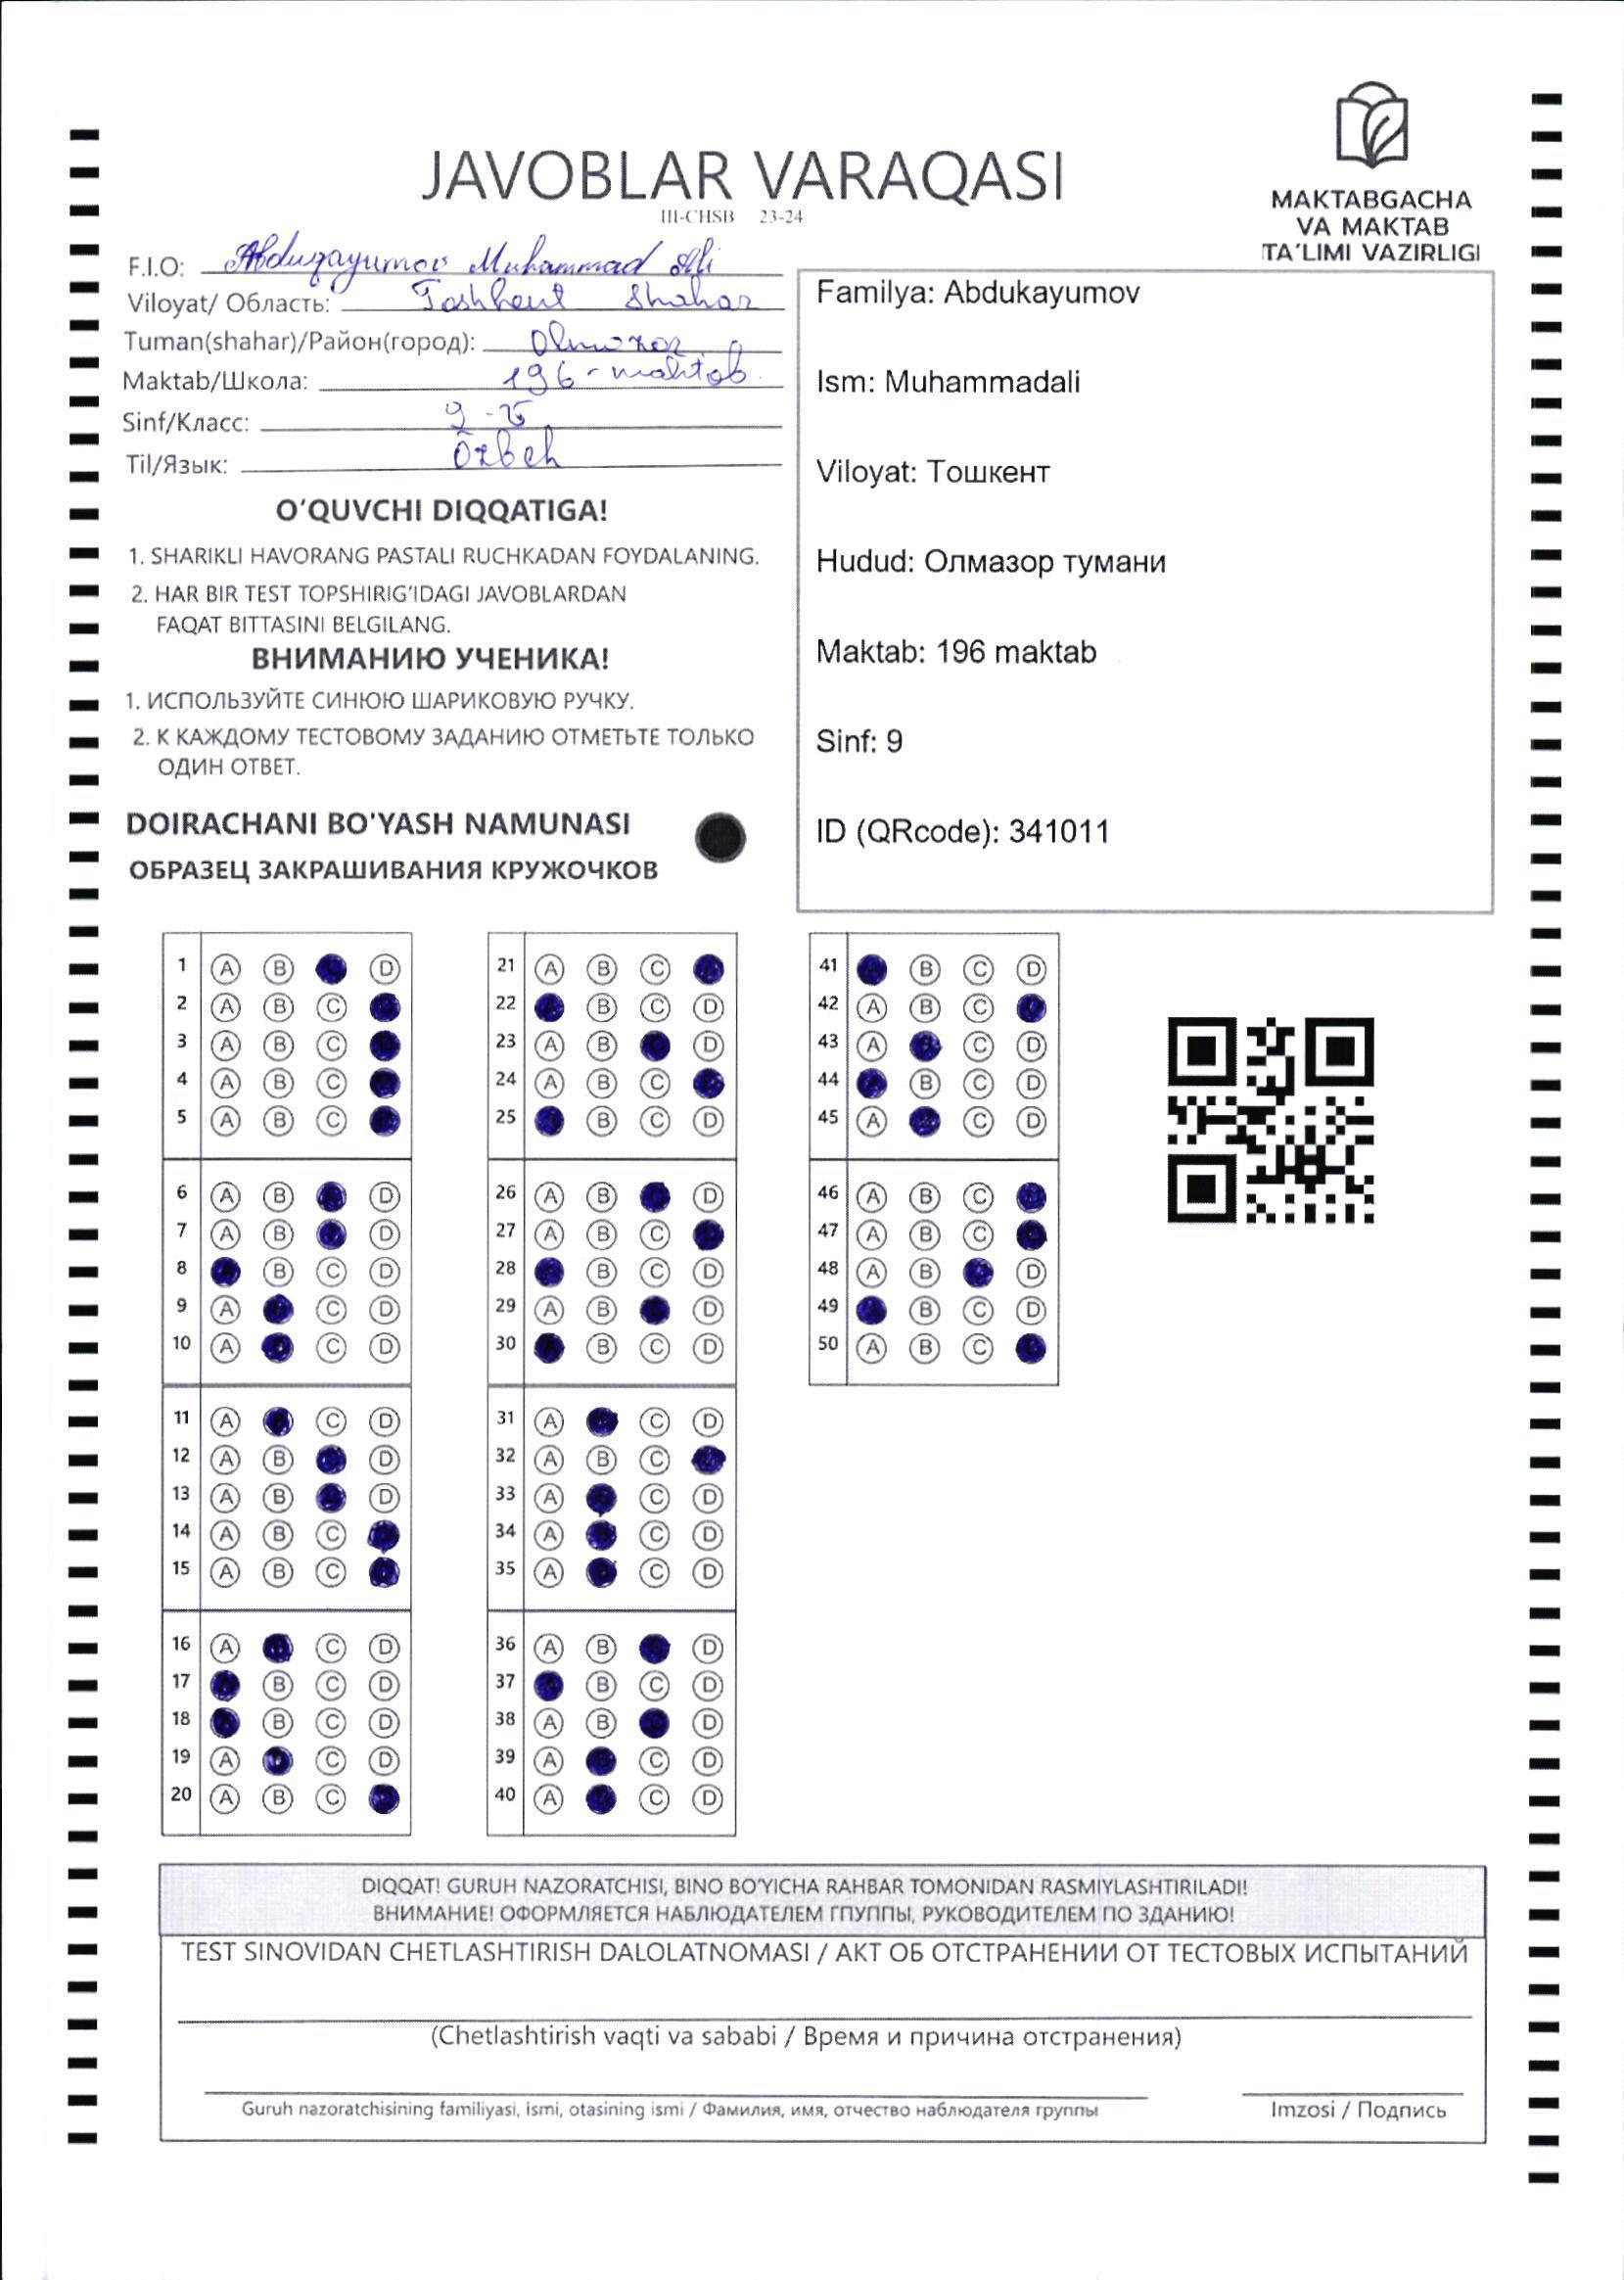 JAVOBLAR VARAQASI
III-CHSB 23-24
MAKTABGACHA
VA MAKTAB
TA'LIMI VAZIRLIGI
F.I.O: Abduqayumov Muhammad Ali
Viloyat/ Область: Toshkent Shahar
Tuman(shahar)/Район(город): Olmozor
Maktab/Школа: 196-maktab
Sinf/Класс: 9-
Til/Язык: Özbek
O'QUVCHI DIQQATIGA!
1. SHARIKLI HAVORANG PASTALI RUCHKADAN FOYDALANING.
2. HAR BIR TEST TOPSHIRIG'IDAGI JAVOBLARDAN
FAQAT BITTASINI BELGILANG.
ВНИМАНИЮ УЧЕНИКА!
1. ИСПОЛЬЗУЙТЕ СИНЮЮ ШАРИКОВУЮ РУЧКУ.
2. К КАЖДОМУ ТЕСТОВОМУ ЗАДАНИЮ ОТМЕТЬТЕ ТОЛЬКО
ОДИН ОТВЕТ.
DOIRACHANI BO'YASH NAMUNASI
ОБРАЗЕЦ ЗАКРАШИВАНИЯ КРУЖОЧКОВ
Familya: Abdukayumov
Ism: Muhammadali
Viloyat: Тошкент
Hudud: Олмазор тумани
Maktab: 196 maktab
Sinf: 9
ID (QRcode): 341011
1 A B D
2 A B C
3 A B C
4 A B C
5 A B C
6 A B D
7 A B D
8 B C D
9 A C D
10 A C D
11 A C D
12 A B D
13 A B D
14 A B C
15 A B C
16 A C D
17 B C D
18 B C D
19 A C D
20 A B C
21 A B C
22 B C D
23 A B D
24 A B C
25 B C D
26 A B D
27 A B C
28 B C D
29 A B D
30 B C D
31 A C D
32 A B C
33 A C D
34 A C D
35 A C D
36 A B D
37 B C D
38 A B D
39 A C D
40 A C D
41 B C D
42 A B C
43 A C D
44 B C D
45 A C D
46 A B C
47 A B C
48 A B D
49 B C D
50 A B C
DIQQAT! GURUH NAZORATCHISI, BINO BO'YICHA RAHBAR TOMONIDAN RASMIYLASHTIRILADI!
ВНИМАНИЕ! ОФОРМЛЯЕТСЯ НАБЛЮДАТЕЛЕМ ГПУППЫ, РУКОВОДИТЕЛЕМ ПО ЗДАНИЮ!
TEST SINOVIDAN CHETLASHTIRISH DALOLATNOMASI / АКТ ОБ ОТСТРАНЕНИИ ОТ ТЕСТОВЫХ ИСПЫТАНИЙ
(Chetlashtirish vaqti va sababi / Время и причина отстранения)
Guruh nazoratchisining familiyasi, ismi, otasining ismi / Фамилия, имя, отчество наблюдателя группы
Imzosi / Подпись